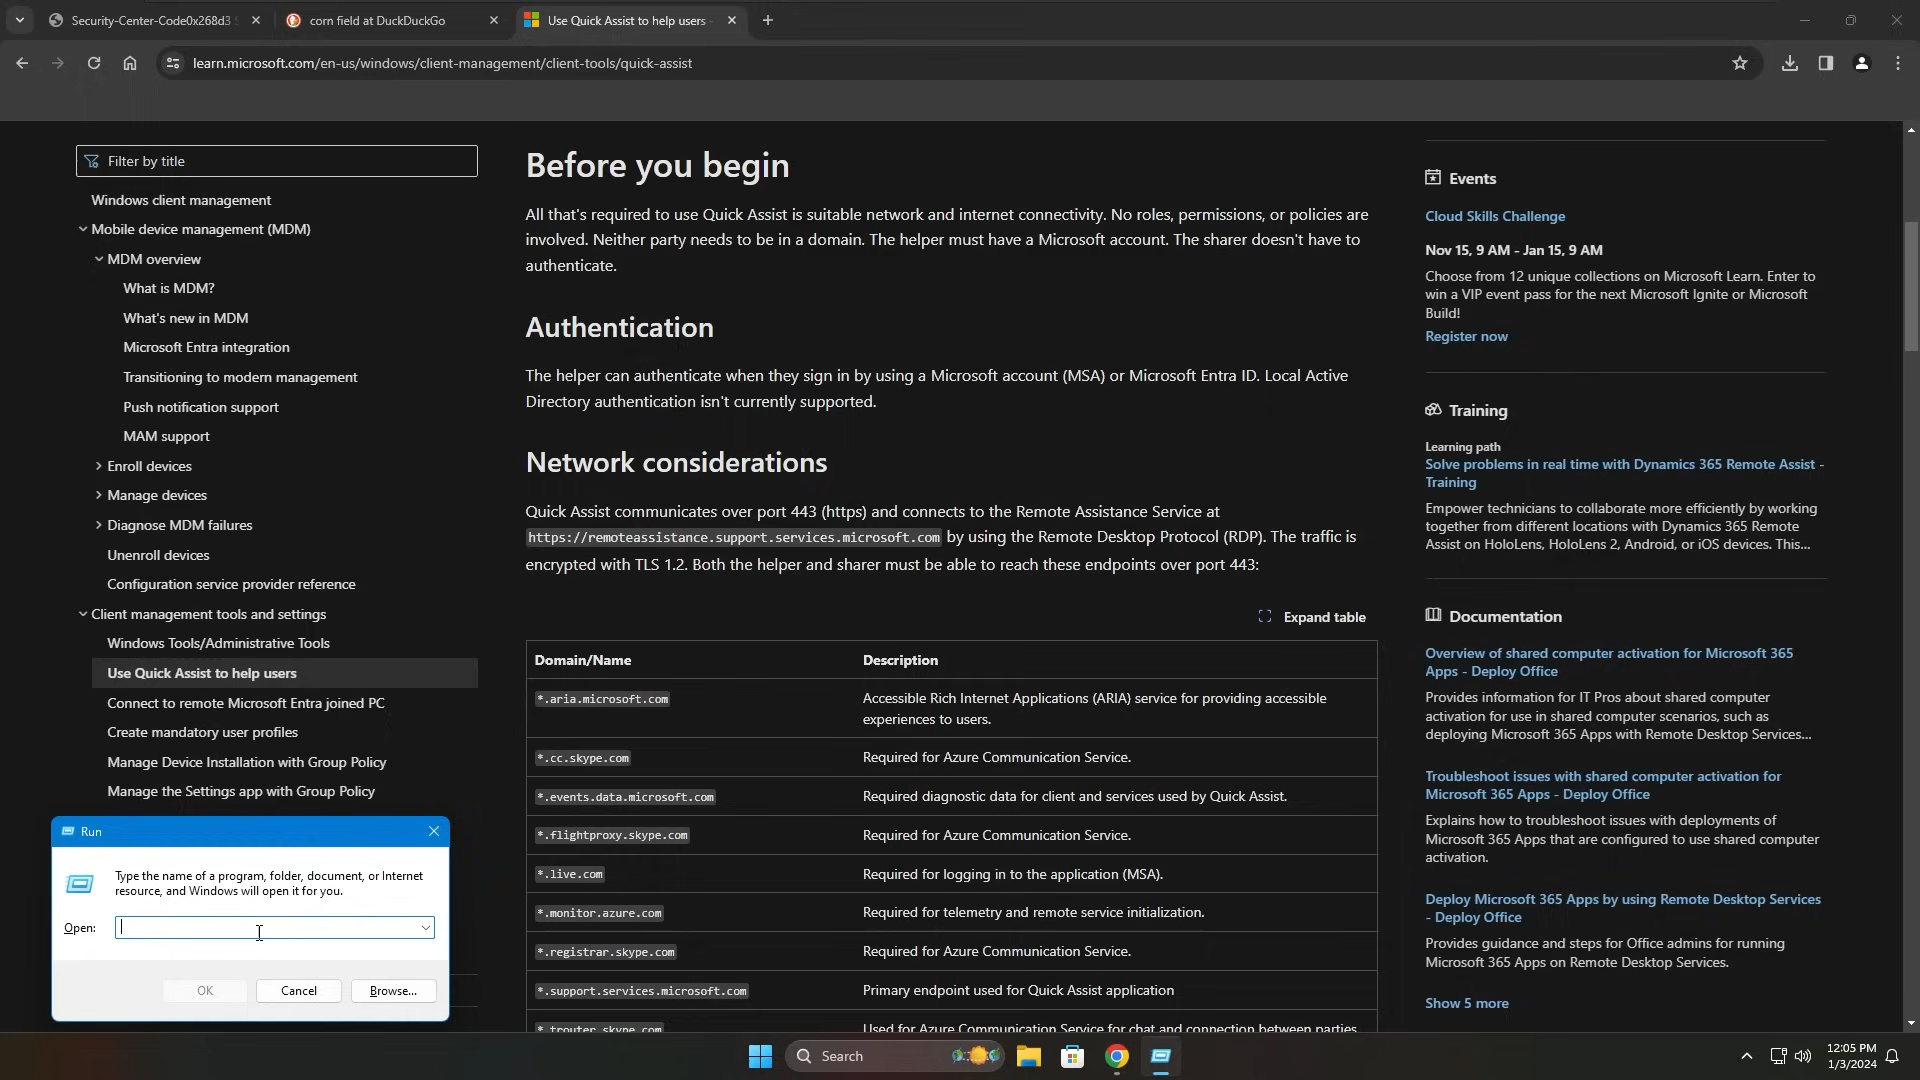 Security-Center-Code0x268d3 S
corn field at DuckDuckGo
Use Quick Assist to help users -
learn.microsoft.com/en-us/windows/client-management/client-tools/quick-assist
Filter by title
Windows client management
Mobile device management (MDM)
MDM overview
What is MDM?
What's new in MDM
Microsoft Entra integration
Transitioning to modern management
Push notification support
MAM support
Enroll devices
Manage devices
Diagnose MDM failures
Unenroll devices
Configuration service provider reference
Client management tools and settings
Windows Tools/Administrative Tools
Use Quick Assist to help users
Connect to remote Microsoft Entra joined PC
Create mandatory user profiles
Manage Device Installation with Group Policy
Manage the Settings app with Group Policy
Before you begin
All that's required to use Quick Assist is suitable network and internet connectivity. No roles, permissions, or policies are
involved. Neither party needs to be in a domain. The helper must have a Microsoft account. The sharer doesn't have to
authenticate.
Authentication
The helper can authenticate when they sign in by using a Microsoft account (MSA) or Microsoft Entra ID. Local Active
Directory authentication isn't currently supported.
Network considerations
Quick Assist communicates over port 443 (https) and connects to the Remote Assistance Service at
https://remoteassistance.support.services.microsoft.com by using the Remote Desktop Protocol (RDP). The traffic is
encrypted with TLS 1.2. Both the helper and sharer must be able to reach these endpoints over port 443:
Expand table
Domain/Name Description
*.aria.microsoft.com Accessible Rich Internet Applications (ARIA) service for providing accessible
experiences to users.
*.cc.skype.com Required for Azure Communication Service.
*.events.data.microsoft.com Required diagnostic data for client and services used by Quick Assist.
*.flightproxy.skype.com Required for Azure Communication Service.
*.live.com Required for logging in to the application (MSA).
*.monitor.azure.com Required for telemetry and remote service initialization.
*.registrar.skype.com Required for Azure Communication Service.
*.support.services.microsoft.com Primary endpoint used for Quick Assist application
*.trouter.skype.com Used for Azure Communication Service for chat and connection between parties.
Events
Cloud Skills Challenge
Nov 15, 9 AM - Jan 15, 9 AM
Choose from 12 unique collections on Microsoft Learn. Enter to
win a VIP event pass for the next Microsoft Ignite or Microsoft
Build!
Register now
Training
Learning path
Solve problems in real time with Dynamics 365 Remote Assist -
Training
Empower technicians to collaborate more efficiently by working
together from different locations with Dynamics 365 Remote
Assist on HoloLens, HoloLens 2, Android, or iOS devices. This...
Documentation
Overview of shared computer activation for Microsoft 365
Apps - Deploy Office
Provides information for IT Pros about shared computer
activation for use in shared computer scenarios, such as
deploying Microsoft 365 Apps with Remote Desktop Services...
Troubleshoot issues with shared computer activation for
Microsoft 365 Apps - Deploy Office
Explains how to troubleshoot issues with deployments of
Microsoft 365 Apps that are configured to use shared computer
activation.
Deploy Microsoft 365 Apps by using Remote Desktop Services
- Deploy Office
Provides guidance and steps for Office admins for running
Microsoft 365 Apps on Remote Desktop Services.
Show 5 more
Run
Type the name of a program, folder, document, or Internet
resource, and Windows will open it for you.
Open:
OK Cancel Browse...
Search
12:05 PM
1/3/2024